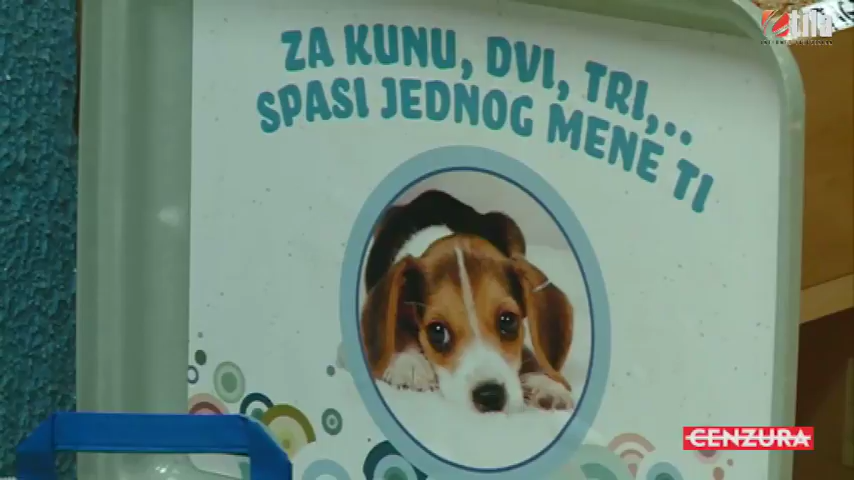 ZA KUNU, DVI, TRI,...
SPASI JEDNOG MENE TI
CENZURA